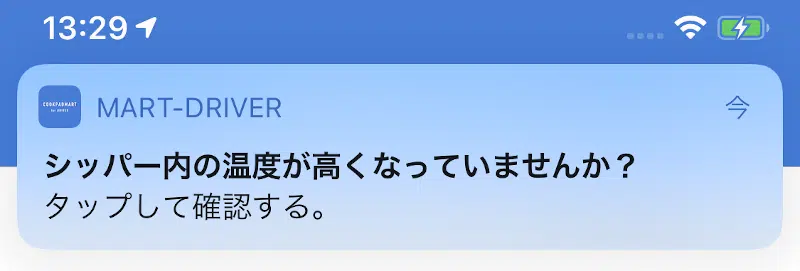 13:29
COOKPADMART
MART-DRIVER
今
シッパー内の温度が高くなっていませんか？
タップして確認する。